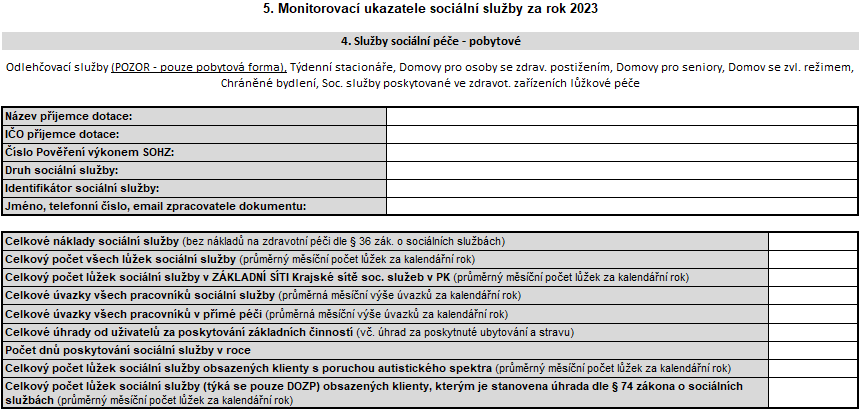 5. Monitorovací ukazatele sociální služby za rok 2023
4. Služby sociální péče - pobytové
Odlehčovací služby (POZOR - pouze pobytová forma), Týdenní stacionáře, Domovy pro osoby se zdrav. postižením, Domovy pro seniory, Domov se zvl. režimem,
Chráněné bydlení, Soc. služby poskytované ve zdravot. zařízeních lůžkové péče
Název příjemce dotace:
IČO příjemce dotace:
Číslo Pověření výkonem SOHZ:
Druh sociální služby:
Identifikátor sociální služby:
Jméno, telefonní číslo, email zpracovatele dokumentu:
Celkové náklady sociální služby (bez nákladů na zdravotní péči dle § 36 zák. o sociálních službách)
Celkový počet všech lůžek sociální služby (průměrný měsíční počet lůžek za kalendářní rok)
Celkový počet lůžek sociální služby v ZÁKLADNÍ SÍTI Krajské sítě soc. služeb v PK (průměrný měsíční počet lůžek za kalendářní rok)
Celkové úvazky všech pracovníků sociální služby (průměrná měsíční výše úvazků za kalendářní rok)
Celkové úvazky všech pracovníků v přímé péči (průměrná měsíční výše úvazků za kalendářní rok)
Celkové úhrady od uživatelů za poskytování základních činností (vč. úhrad za poskytnuté ubytování a stravu)
Počet dnů poskytování sociální služby v roce
Celkový počet lůžek sociální služby obsazených klienty s poruchou autistického spektra (průměrný měsíční počet lůžek za kalendářní rok)
Celkový počet lůžek sociální služby (týká se pouze DOZP) obsazených klienty, kterým je stanovena úhrada dle § 74 zákona o sociálních
službách (průměrný měsíční počet lůžek za kalendářní rok)